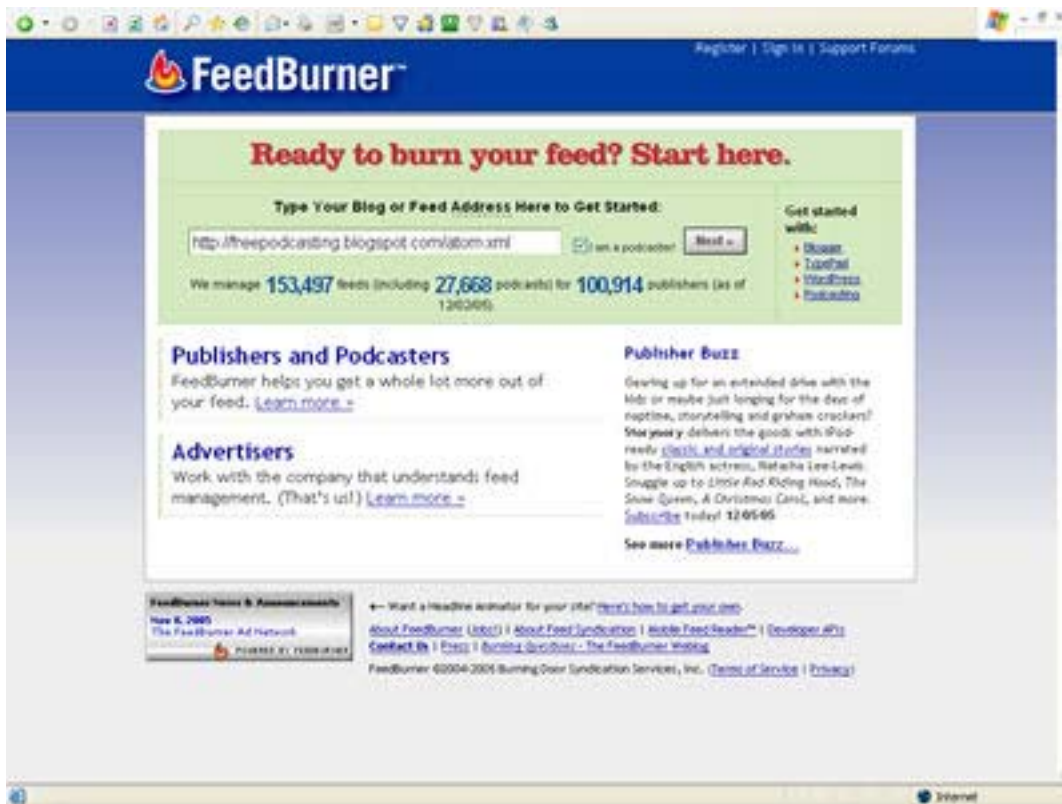 Register | Sign In | Support Forums
FeedBurner™
Ready to burn your feed? Start here.
Type Your Blog or Feed Address Here to Get Started:
http://freepodcasting.blogspot.com/atom.xml
I am a podcaster!
Next »
We manage 153,497 feeds (including 27,668 podcasts) for 100,914 publishers (as of
12/02/05).
Get started
with:
Blogger
TypePad
WordPress
Podcasting
Publishers and Podcasters
FeedBurner helps you get a whole lot more out of
your feed. Learn more »
Advertisers
Work with the company that understands feed
management. (That's us!) Learn more »
Publisher Buzz
Gearing up for an extended drive with the
kids or maybe just longing for the days of
naptime, storytelling and graham crackers?
Storynory delivers the goods with iPod-
ready classic and original stories narrated
by the English actress, Natasha Lee-Lewis.
Snuggle up to Little Red Riding Hood, The
Snow Queen, A Christmas Carol, and more.
Subscribe today! 12/05/05
See more Publisher Buzz...
FeedBurner News & Announcements
Nov 8, 2005
The FeedBurner Ad Network
POWERED BY FEEDBURNER
← Want a Headline Animator for your site? Here's how to get your own.
About FeedBurner (Jobs!) | About Feed Syndication | Mobile Feed Reader™ | Developer APIs
Contact Us | Press | Burning Questions - The FeedBurner Weblog
FeedBurner ©2004-2005 Burning Door Syndication Services, Inc. (Terms of Service | Privacy)
Internet